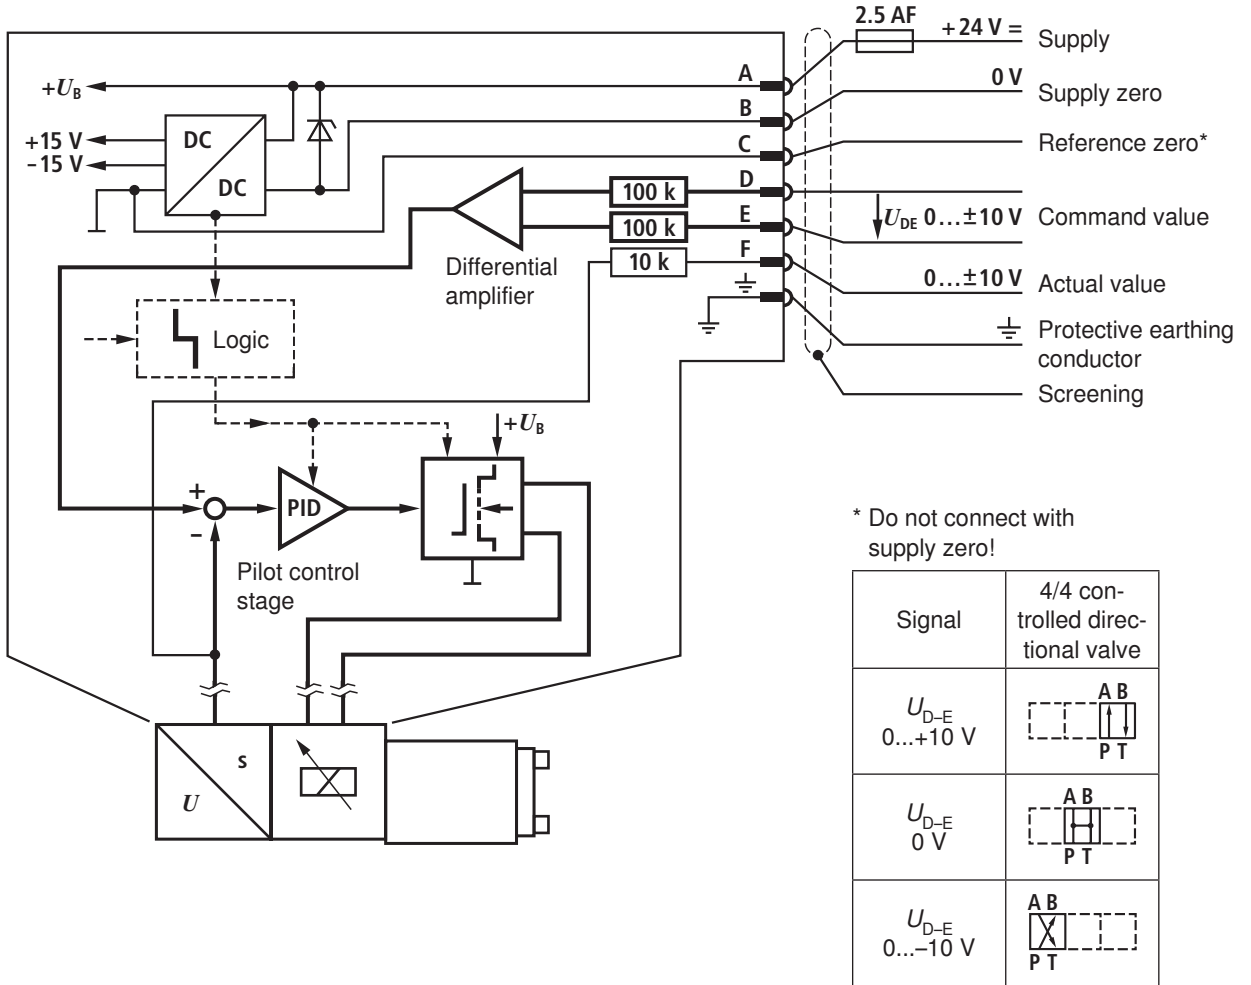 2.5 AF
+24 V =
Supply
A
+UB
0 V
Supply zero
B
+15 V
-15 V
DC
DC
C
Reference zero*
100 k
D
100 k
E
UDE 0...±10 V
Command value
10 k
F
Differential
amplifier
0...±10 V
Actual value
Logic
Protective earthing
conductor
Screening
+UB
+
-
PID
Pilot control
stage
s
U
* Do not connect with
supply zero!
Signal
4/4 con-
trolled direc-
tional valve
UD–E
0...+10 V
A B
P T
UD–E
0 V
A B
P T
UD–E
0...–10 V
A B
P T